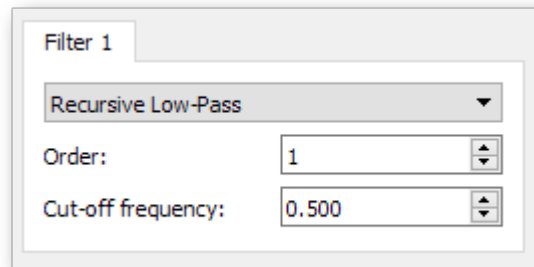 Filter 1
Recursive Low-Pass
Order: 1
Cut-off frequency: 0.500